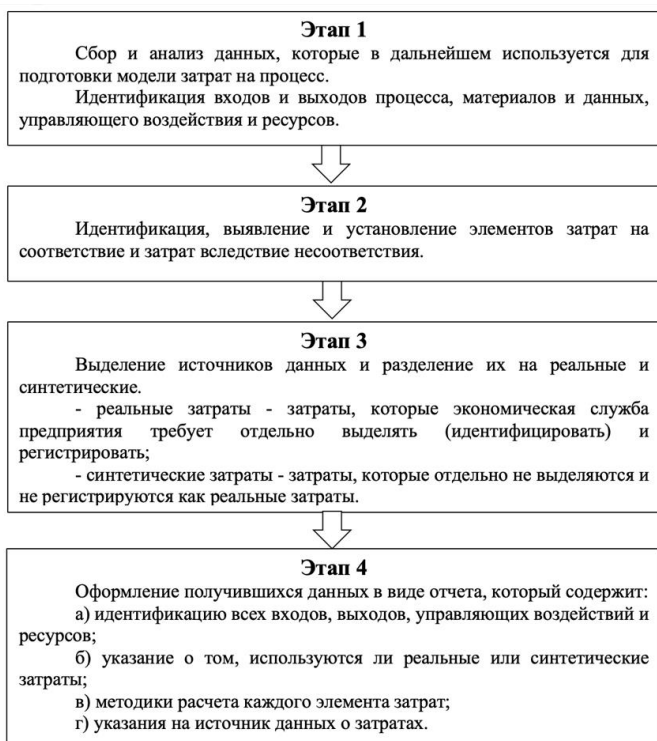 Этап 1
Сбор и анализ данных, которые в дальнейшем используется для
подготовки модели затрат на процесс.
Идентификация входов и выходов процесса, материалов и данных,
управляющего воздействия и ресурсов.
Этап 2
Идентификация, выявление и установление элементов затрат на
соответствие и затрат вследствие несоответствия.
Этап 3
Выделение источников данных и разделение их на реальные и
синтетические.
- реальные затраты - затраты, которые экономическая служба
предприятия требует отдельно выделять (идентифицировать) и
регистрировать;
- синтетические затраты - затраты, которые отдельно не выделяются и
не регистрируются как реальные затраты.
Этап 4
Оформление получившихся данных в виде отчета, который содержит:
а) идентификацию всех входов, выходов, управляющих воздействий и
ресурсов;
б) указание о том, используются ли реальные или синтетические
затраты;
в) методики расчета каждого элемента затрат;
г) указания на источник данных о затратах.